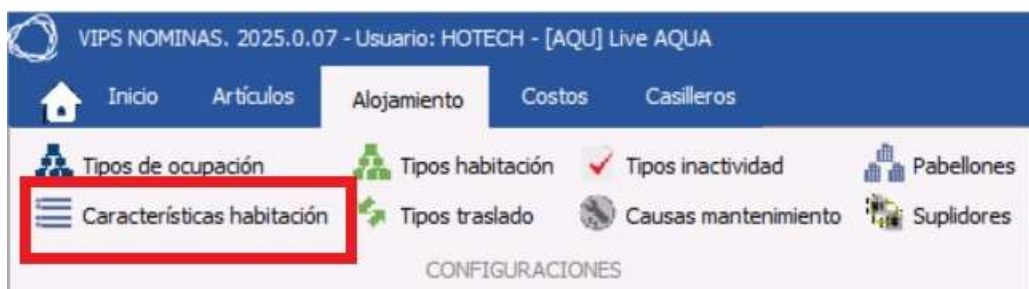 VIPS NOMINAS. 2025.0.07 - Usuario: HOTECH - [AQU] Live AQUA
Inicio Artículos Alojamiento Costos Casilleros
Tipos de ocupación Tipos habitación Tipos inactividad Pabellones
Características habitación Tipos traslado Causas mantenimiento Suplidores
CONFIGURACIONES